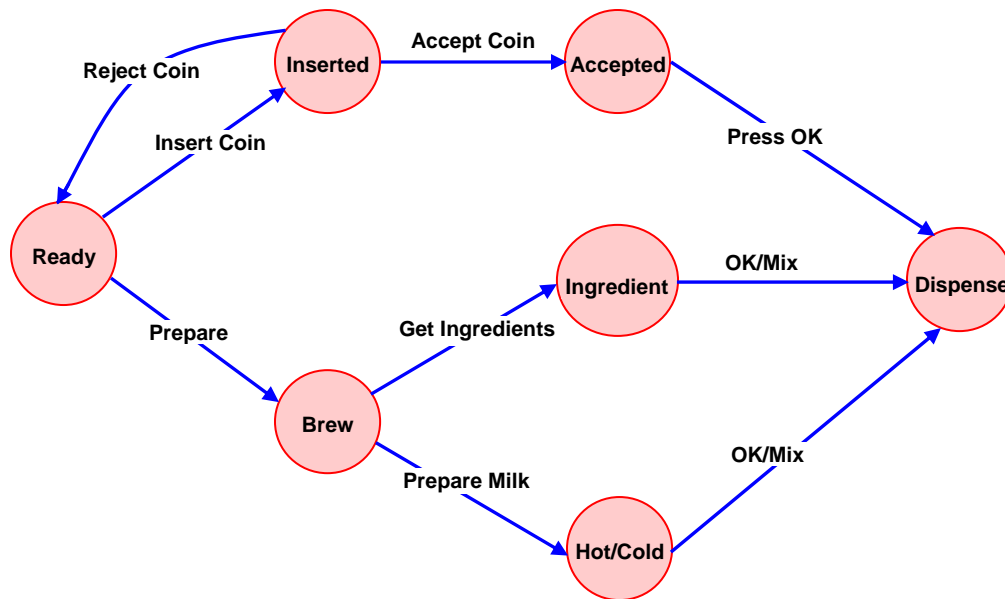 Accept Coin
Reject Coin
Inserted
Accepted
Insert Coin
Press OK
Ready
OK/Mix
Ingredient
Dispense
Prepare
Get Ingredients
Brew
OK/Mix
Prepare Milk
Hot/Cold